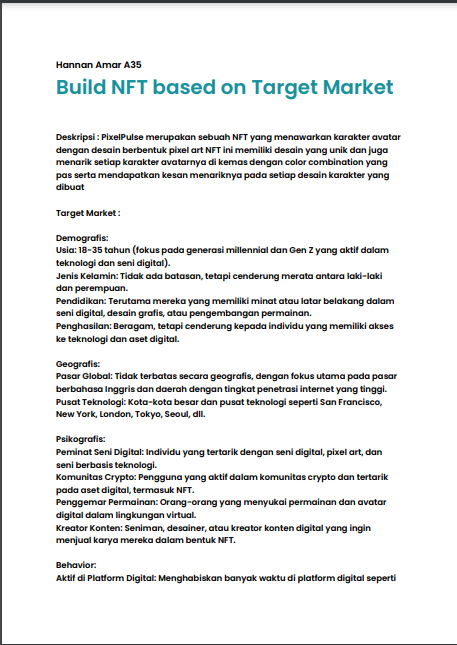 Hannan Amar A35
Build NFT based on Target Market
Deskripsi : PixelPulse merupakan sebuah NFT yang menawarkan karakter avatar
dengan desain berbentuk pixel art NFT ini memiliki desain yang unik dan juga
menarik setiap karakter avatarnya di kemas dengan color combination yang
pas serta mendapatkan kesan menariknya pada setiap desain karakter yang
dibuat
Target Market :
Demografis:
Usia: 18-35 tahun (fokus pada generasi millennial dan Gen Z yang aktif dalam
teknologi dan seni digital).
Jenis Kelamin: Tidak ada batasan, tetapi cenderung merata antara laki-laki
dan perempuan.
Pendidikan: Terutama mereka yang memiliki minat atau latar belakang dalam
seni digital, desain grafis, atau pengembangan permainan.
Penghasilan: Beragam, tetapi cenderung kepada individu yang memiliki akses
ke teknologi dan aset digital.
Geografis:
Pasar Global: Tidak terbatas secara geografis, dengan fokus utama pada pasar
berbahasa Inggris dan daerah dengan tingkat penetrasi internet yang tinggi.
Pusat Teknologi: Kota-kota besar dan pusat teknologi seperti San Francisco,
New York, London, Tokyo, Seoul, dll.
Psikografis:
Peminat Seni Digital: Individu yang tertarik dengan seni digital, pixel art, dan
seni berbasis teknologi.
Komunitas Crypto: Pengguna yang aktif dalam komunitas crypto dan tertarik
pada aset digital, termasuk NFT.
Penggemar Permainan: Orang-orang yang menyukai permainan dan avatar
digital dalam lingkungan virtual.
Kreator Konten: Seniman, desainer, atau kreator konten digital yang ingin
menjual karya mereka dalam bentuk NFT.
Behavior:
Aktif di Platform Digital: Menghabiskan banyak waktu di platform digital seperti